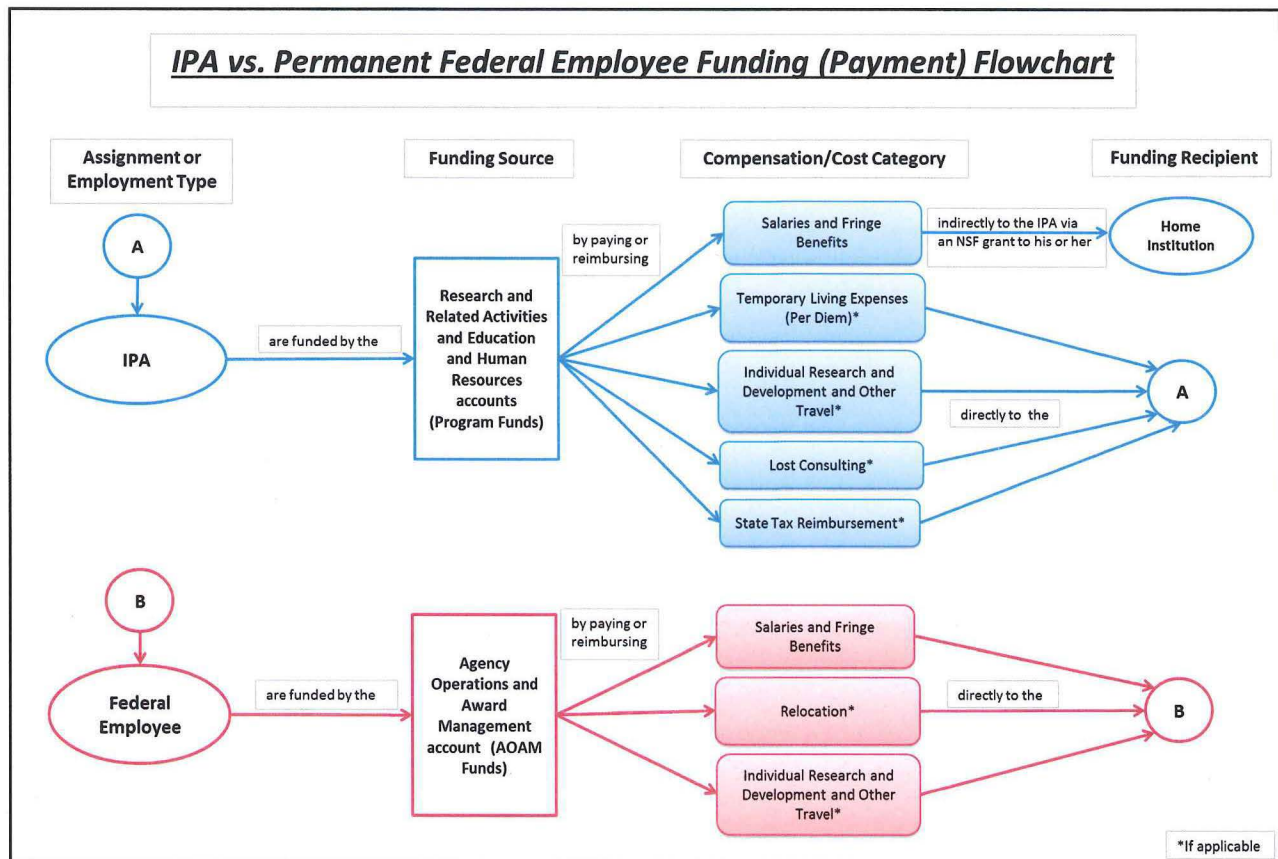 IPA vs. Permanent Federal Employee Funding (Payment) Flowchart
Assignment or
Employment Type
Funding Source
Compensation/Cost Category
Funding Recipient
A
IPA
are funded by the
Research and
Related Activities
and Education
and Human
Resources
accounts
(Program Funds)
by paying or
reimbursing
Salaries and Fringe
Benefits
indirectly to the IPA via
an NSF grant to his or her
Home
Institution
Temporary Living Expenses
(Per Diem)*
Individual Research and
Development and Other
Travel*
directly to the
A
Lost Consulting*
State Tax Reimbursement*
B
Federal
Employee
are funded by the
Agency
Operations and
Award
Management
account (AOAM
Funds)
by paying or
reimbursing
Salaries and Fringe
Benefits
Relocation*
directly to the
B
Individual Research and
Development and Other
Travel*
*If applicable